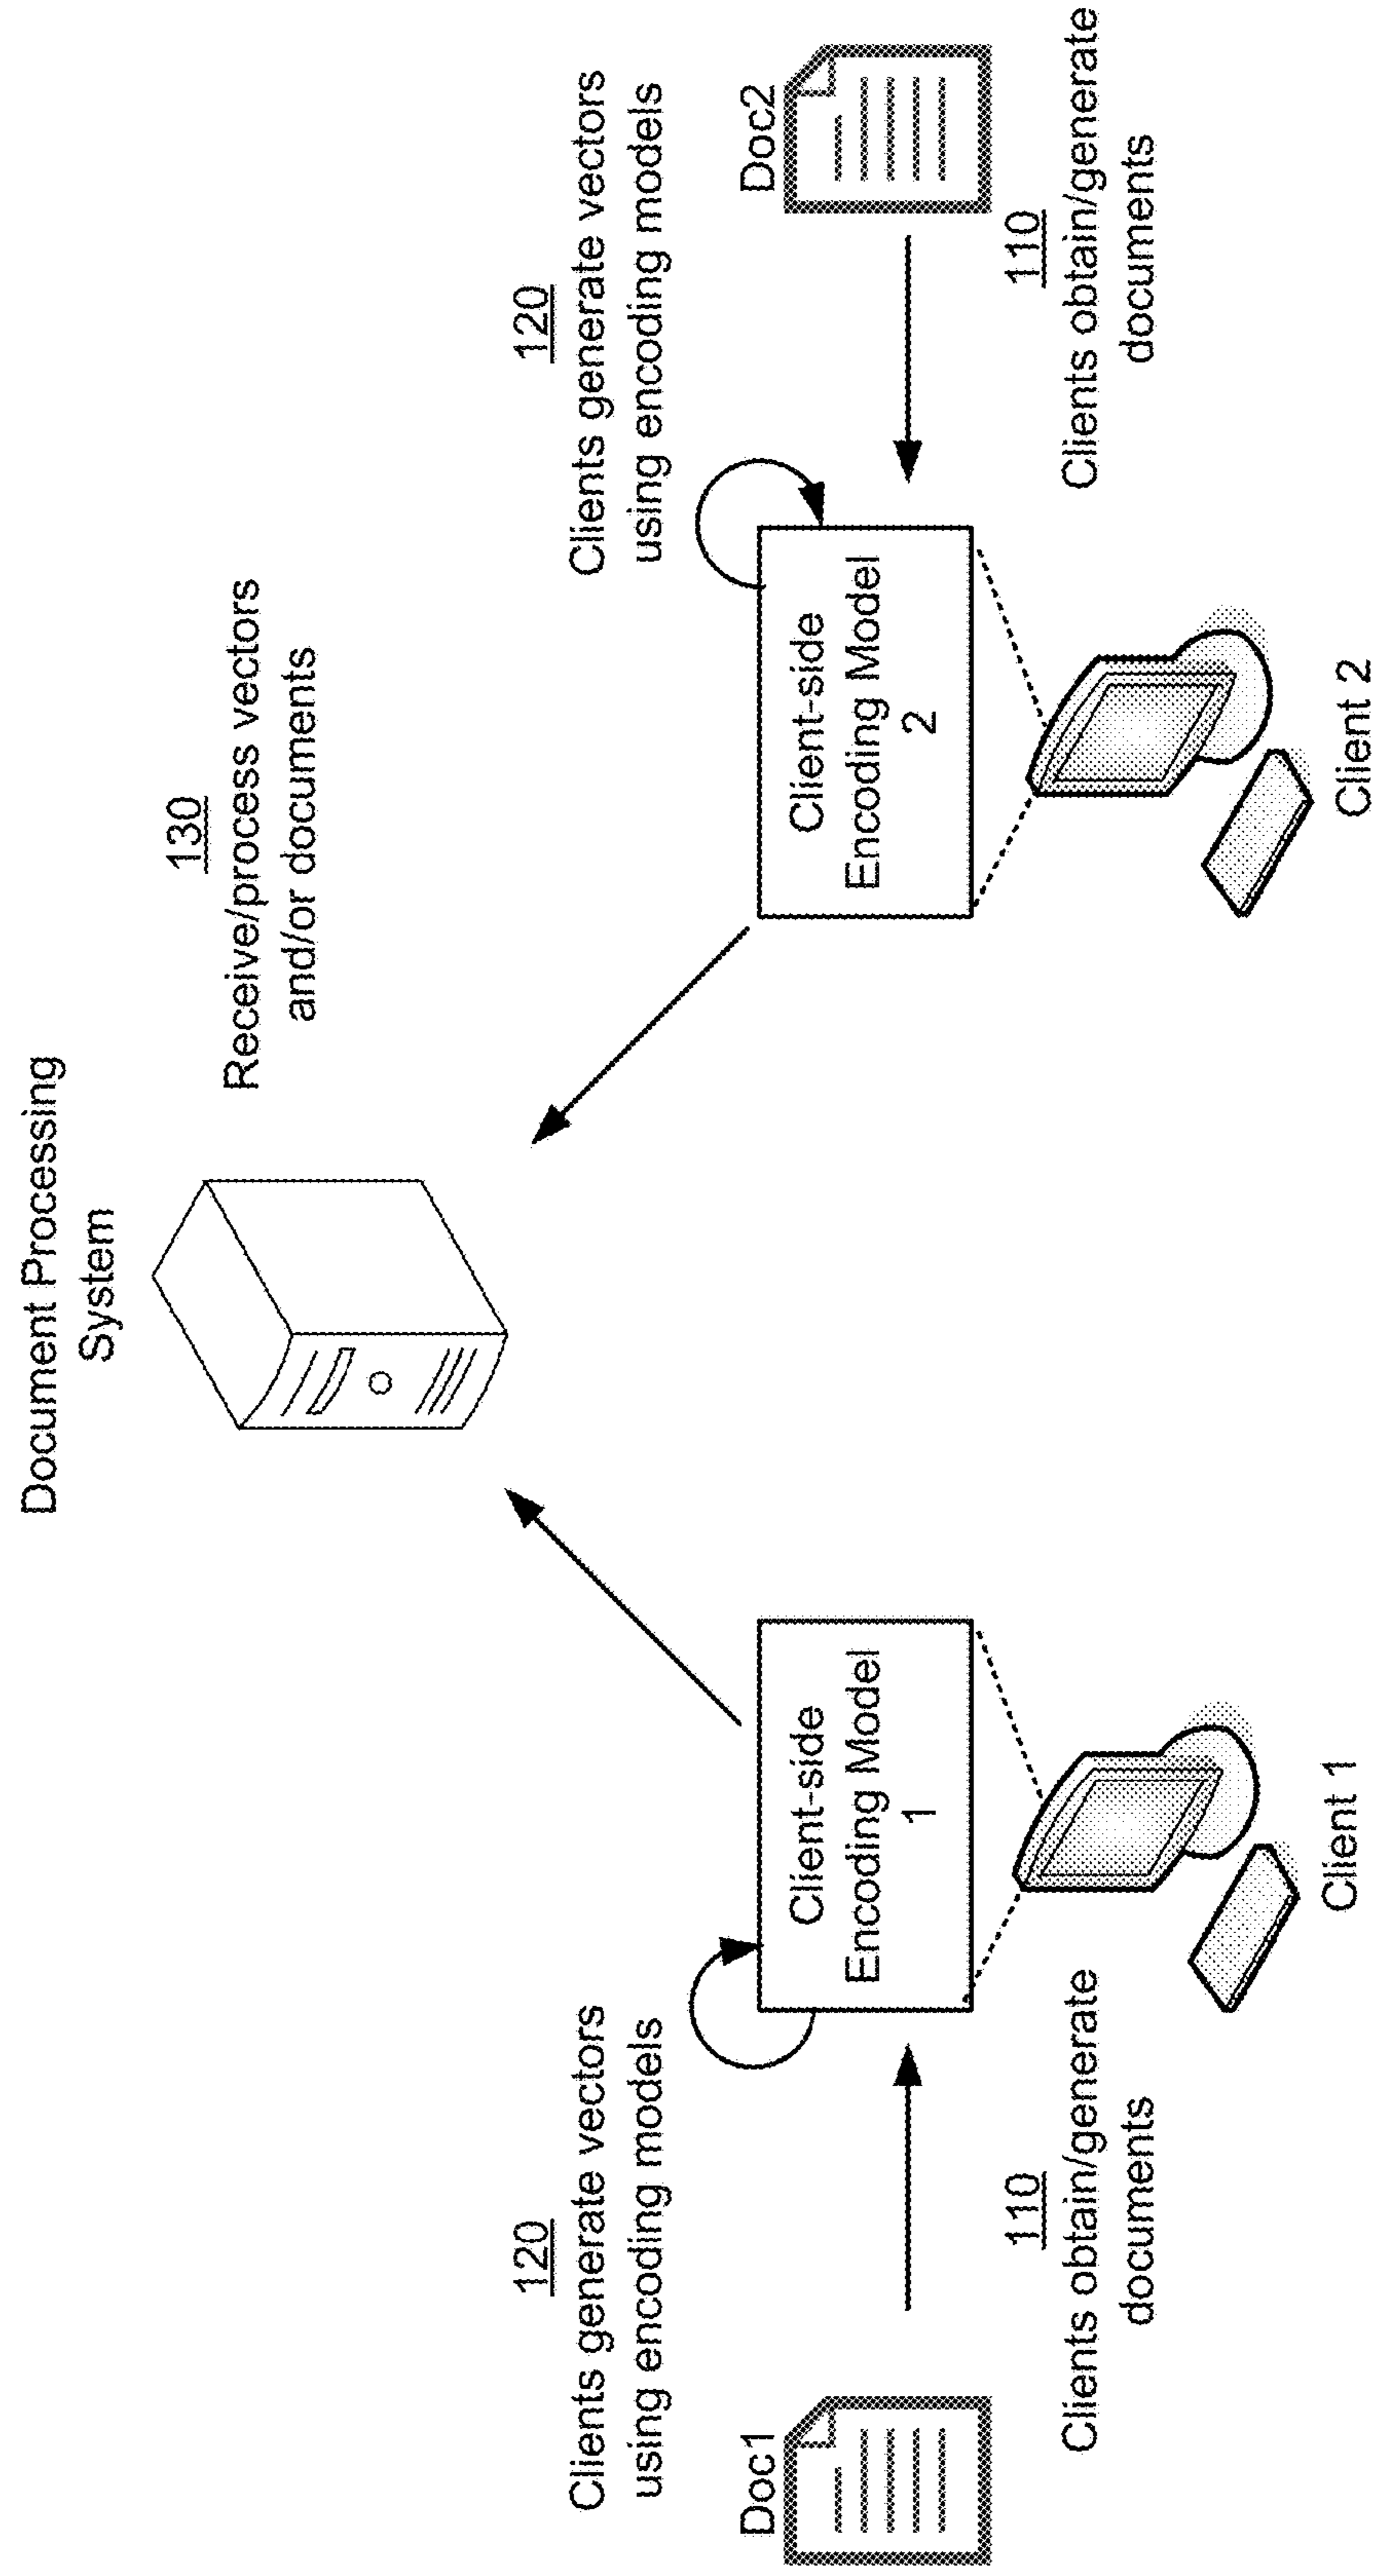 Document Processing
System
130
Receive/process vectors
and/or documents
120
Clients generate vectors
using encoding models
120
Clients generate vectors
using encoding models
Doc1
Client-side
Encoding Model
1
Client-side
Encoding Model
2
Doc2
110
Clients obtain/generate
documents
110
Clients obtain/generate
documents
Client 1
Client 2